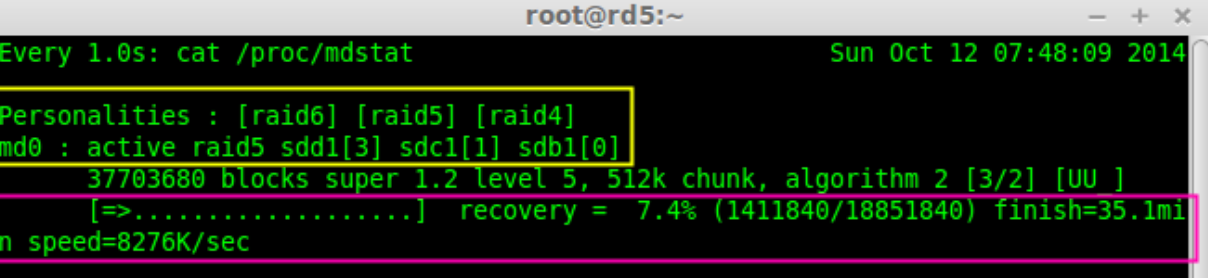 root@rd5:~
Every 1.0s: cat /proc/mdstat Sun Oct 12 07:48:09 2014
Personalities : [raid6] [raid5] [raid4]
md0 : active raid5 sdd1[3] sdc1[1] sdb1[0]
37703680 blocks super 1.2 level 5, 512k chunk, algorithm 2 [3/2] [UU_]
[=>...................] recovery = 7.4% (1411840/18851840) finish=35.1mi
n speed=8276K/sec